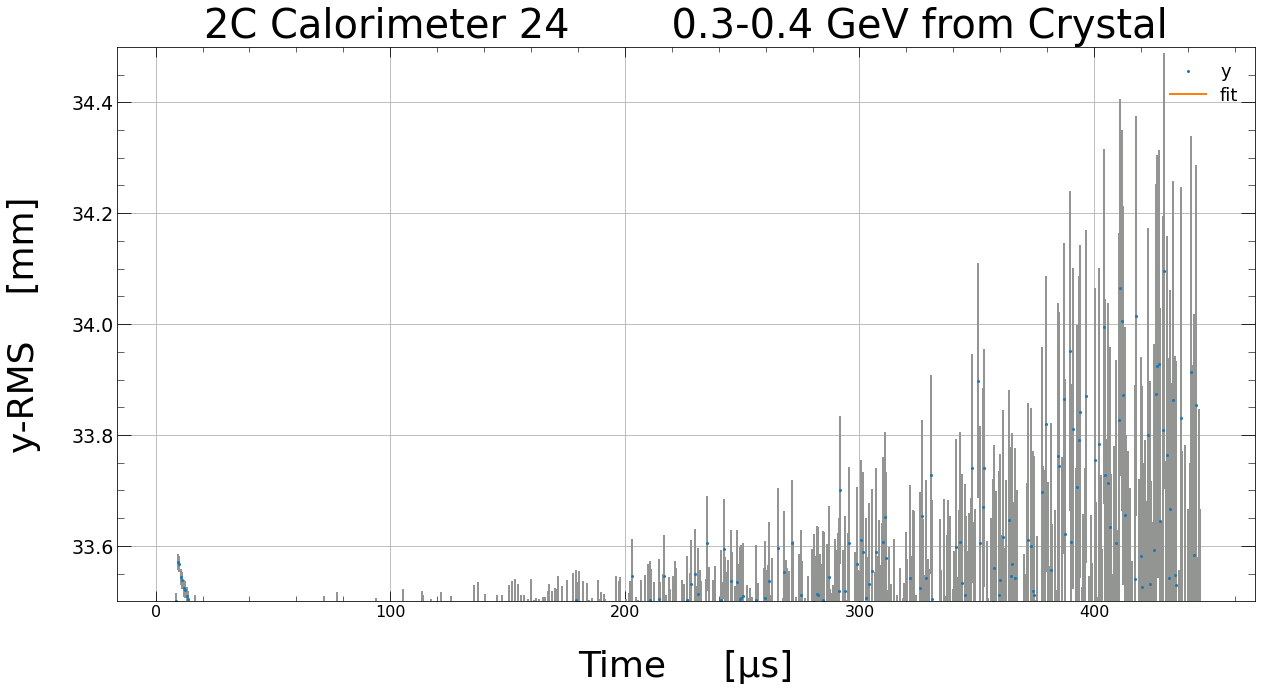 2C Calorimeter 24 0.3-0.4 GeV from Crystal
y
fit
y-RMS [mm]
34.4
34.2
34.0
33.8
33.6
0 100 200 300 400
Time [μs]